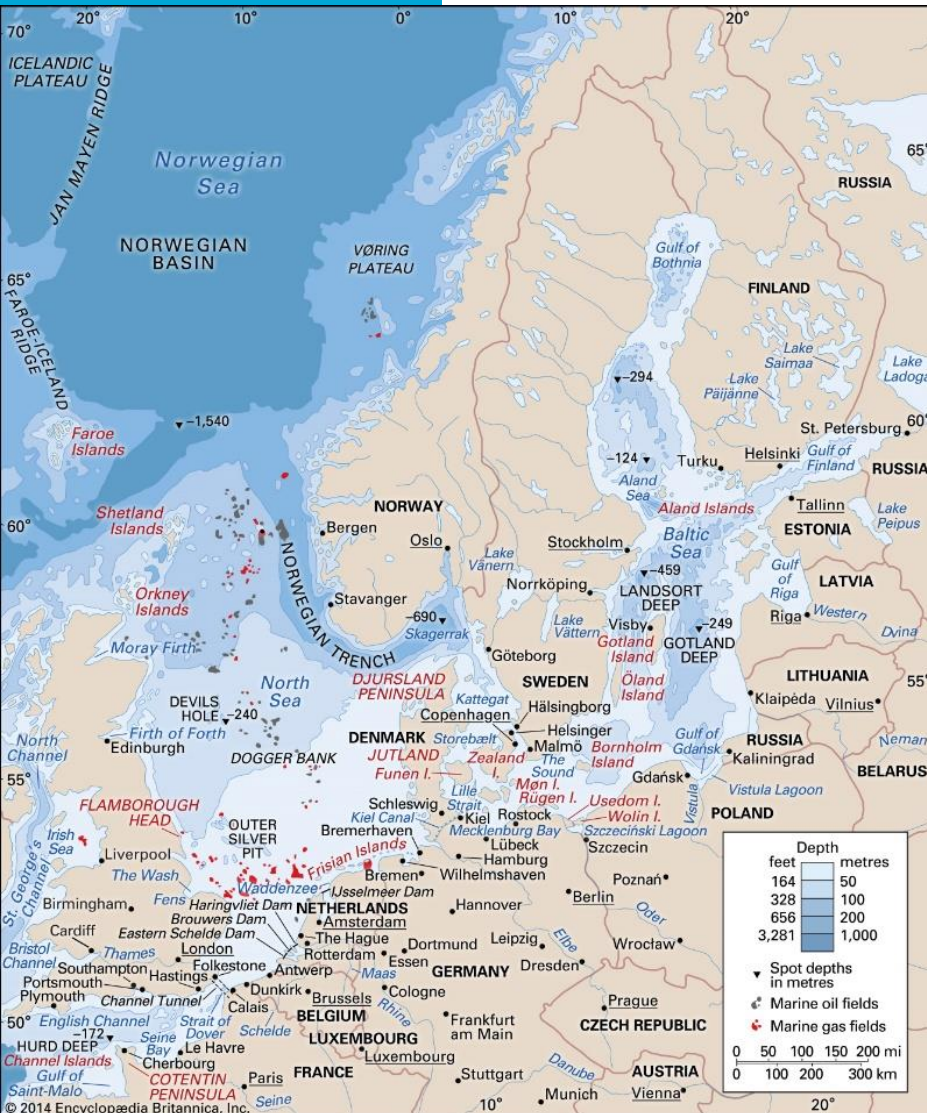 20°
10°
0°
10°
20°
70°
ICELANDIC
PLATEAU
JAN MAYEN RIDGE
Norwegian
Sea
65°
RUSSIA
NORWEGIAN
BASIN
VØRING
PLATEAU
Gulf of
Bothnia
65°
FINLAND
FAROE-ICELAND
RIDGE
Lake
Saimaa
Lake
Ladoga
-294
Lake
Päijänne
-1,540
Faroe
Islands
St. Petersburg
60°
-124
Turku
Helsinki
Gulf of
Finland
Åland
Sea
RUSSIA
NORWAY
Aland Islands
Tallinn
Shetland
Islands
60°
Bergen
Oslo
Stockholm
Baltic
Sea
ESTONIA
Lake
Peipus
Lake
Vänern
NORWEGIAN TRENCH
-459
LANDSORT
DEEP
Gulf
of
Riga
LATVIA
Norrköping
Orkney
Islands
Stavanger
-690
Skagerrak
Lake
Vättern
Visby
-249
GOTLAND
DEEP
Riga
Western
Dvina
Gotland
Island
Moray Firth
Göteborg
LITHUANIA
North
Sea
DJURSLAND
PENINSULA
SWEDEN
Öland
Island
55°
DEVILS
HOLE
-240
Kattegat
Hälsingborg
Klaipėda
Vilnius
North
Channel
Firth of Forth
Edinburgh
Copenhagen
Helsinger
DENMARK
Storebælt
Malmö
Bornholm
Island
Gulf of
Gdańsk
RUSSIA
Neman
DOGGER BANK
JUTLAND
Zealand
I.
The
Sound
Kaliningrad
55°
Funen I.
Møn I.
Gdańsk
BELARUS
Lille
Strait
Rügen I.
Vistula
Vistula Lagoon
FLAMBOROUGH
HEAD
Schleswig
Kiel Canal
Kiel
Rostock
Usedom I.
Wolin I.
POLAND
Irish
Sea
OUTER
SILVER
PIT
Bremerhaven
Mecklenburg Bay
Szczeciński Lagoon
Lübeck
Szczecin
St. George's
Channel
Liverpool
Frisian Islands
Hamburg
The Wash
Bremen
Wilhelmshaven
Waddenzee
IJsselmeer Dam
Poznań
Fens
Haringvliet Dam
NETHERLANDS
Berlin
Birmingham
Brouwers Dam
Amsterdam
Hannover
Oder
Cardiff
Eastern Schelde Dam
The Hague
Elbe
Bristol
Channel
Thames
London
Rotterdam
Dortmund
Leipzig
Wrocław
Southampton
Folkestone
Antwerp
Essen
Dresden
Portsmouth
Hastings
Maas
GERMANY
Plymouth
Channel Tunnel
Dunkirk
Brussels
Cologne
Calais
Prague
50°
English Channel
Strait of
Dover
BELGIUM
Rhine
Frankfurt
am Main
CZECH REPUBLIC
-172
HURD DEEP
Seine
Bay
Schelde
LUXEMBOURG
Channel Islands
Le Havre
Luxembourg
Cherbourg
Gulf of
Saint-Malo
COTENTIN
PENINSULA
Paris
FRANCE
Stuttgart
Danube
AUSTRIA
Seine
Munich
Vienna
10°
20°
Depth
feet metres
164 50
328 100
656 200
3,281 1,000
Spot depths
in metres
Marine oil fields
Marine gas fields
0 50 100 150 200 mi
0 100 200 300 km
© 2014 Encyclopædia Britannica, Inc.